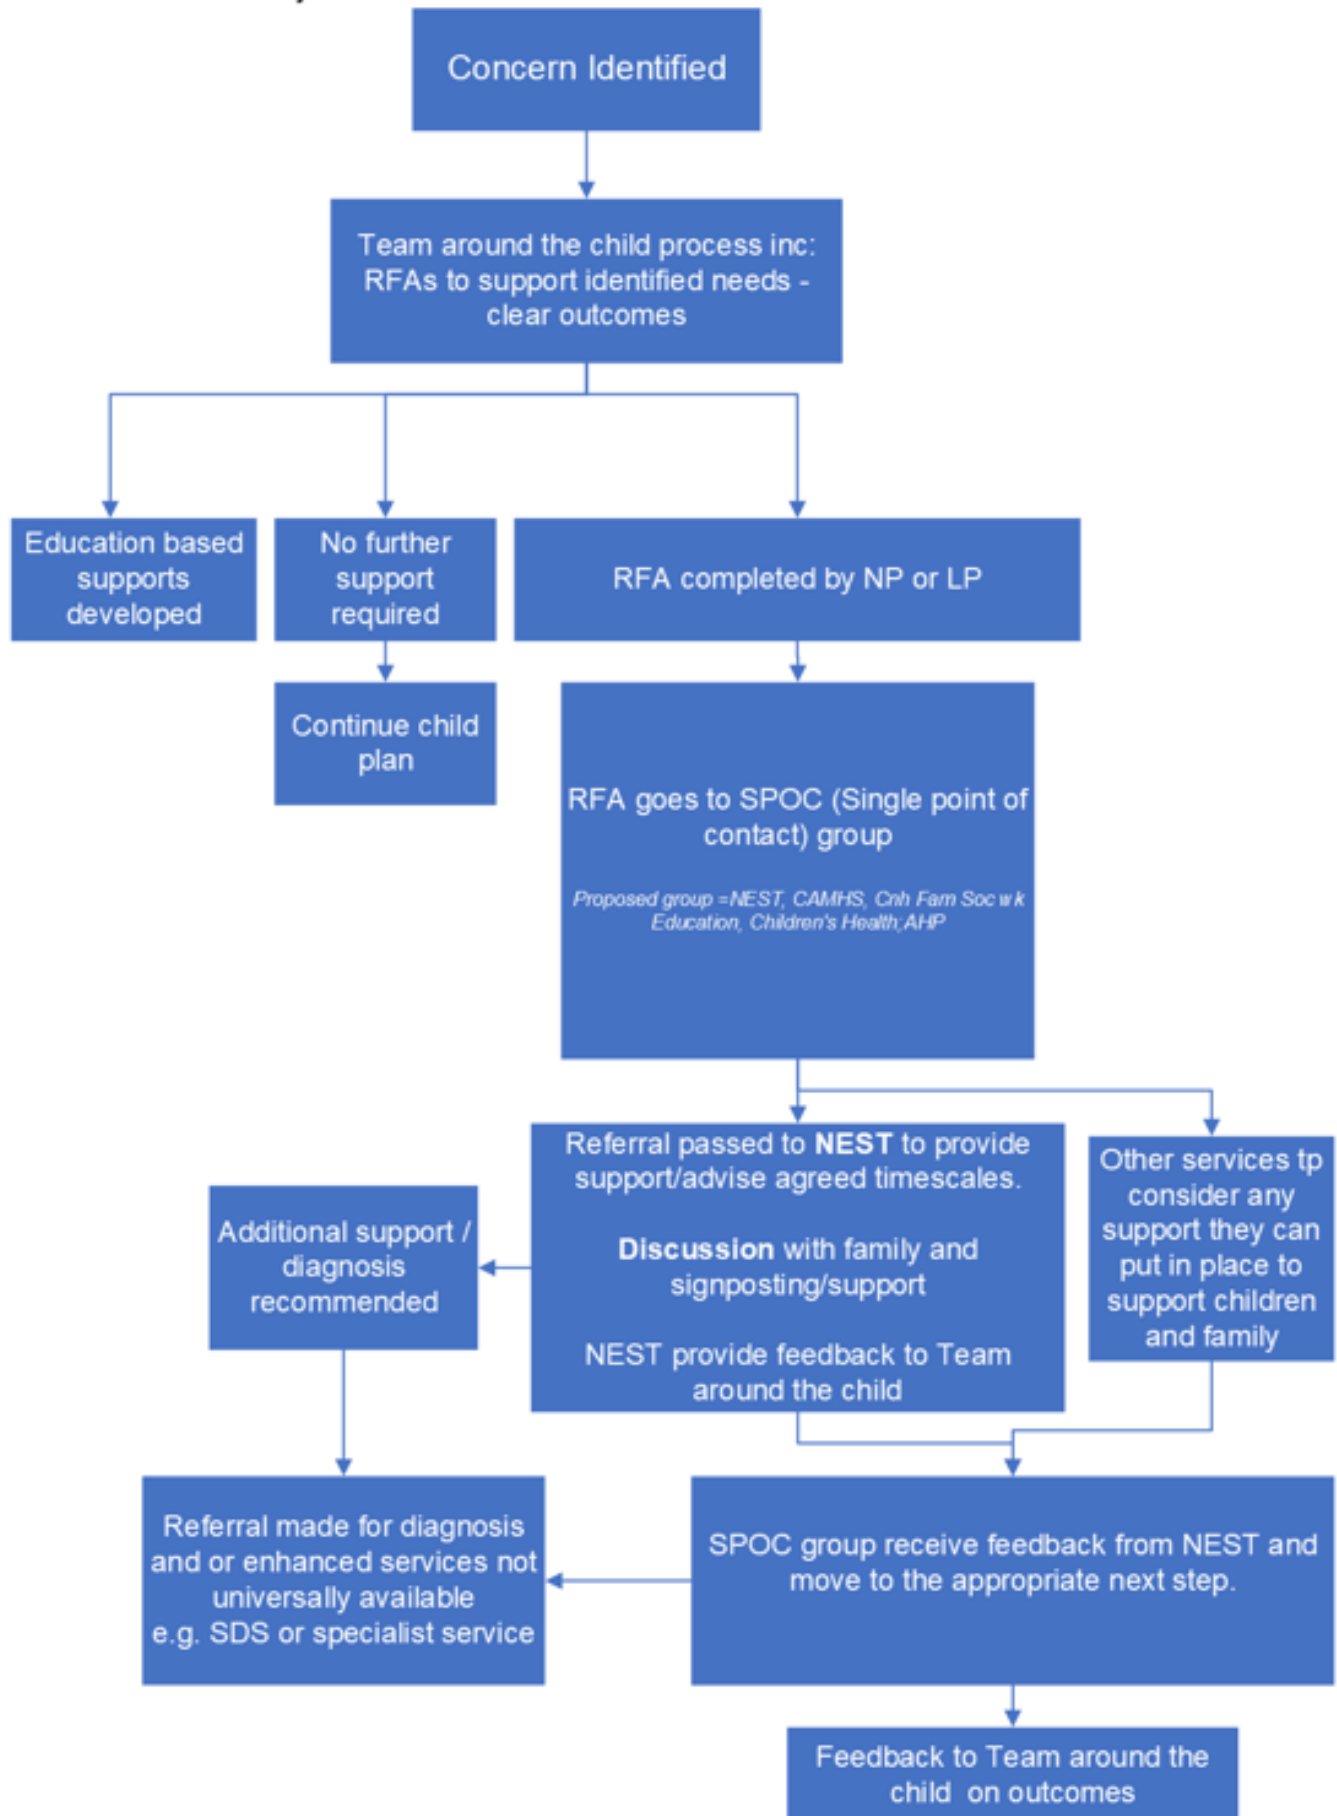 Concern Identified
Team around the child process inc:
RFAs to support identified needs -
clear outcomes
Education based
supports
developed
No further
support
required
RFA completed by NP or LP
Continue child
plan
RFA goes to SPOC (Single point of
contact) group
Proposed group =NEST, CAMHS, Cnh Fam Soc wk
Education, Children's Health;AHP
Referral passed to NEST to provide
support/advise agreed timescales.
Discussion with family and
signposting/support
NEST provide feedback to Team
around the child
Other services tp
consider any
support they can
put in place to
support children
and family
Additional support /
diagnosis
recommended
Referral made for diagnosis
and or enhanced services not
universally available
e.g. SDS or specialist service
SPOC group receive feedback from NEST and
move to the appropriate next step.
Feedback to Team around the
child on outcomes